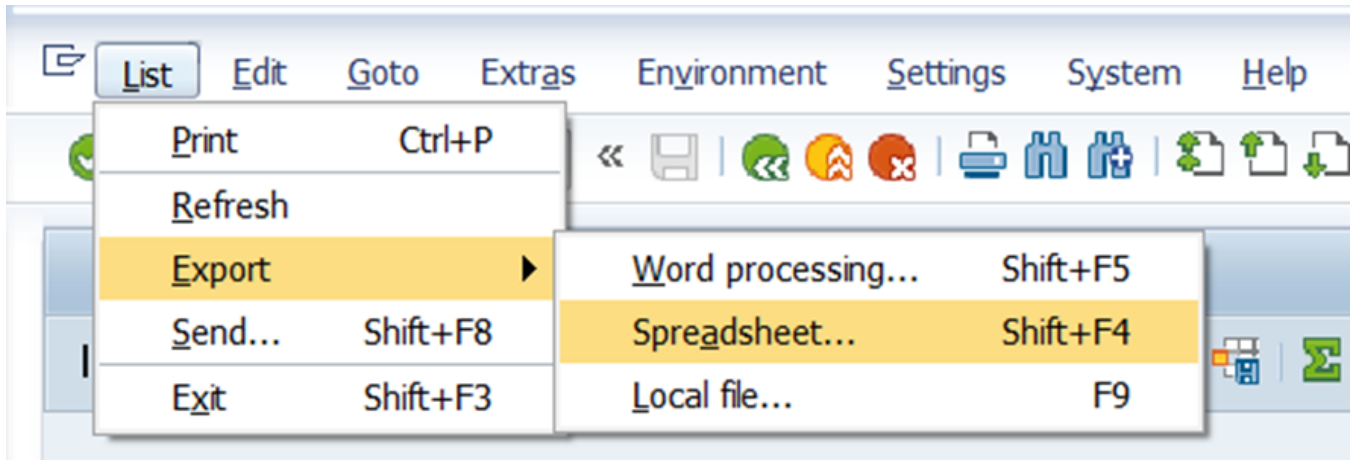 List Edit Goto Extras Environment Settings System Help
Print Ctrl+P
Refresh
Export
Word processing... Shift+F5
Send... Shift+F8
Spreadsheet... Shift+F4
Exit Shift+F3
Local file... F9